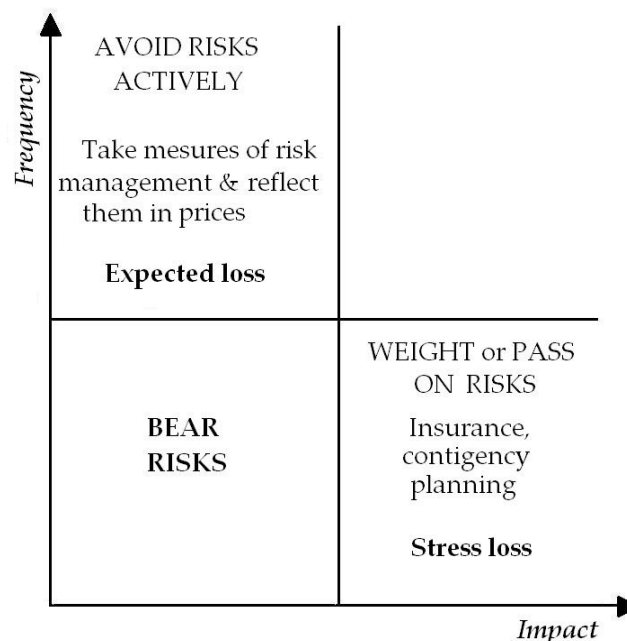 Frequency
AVOID RISKS
ACTIVELY
Take mesures of risk
management & reflect
them in prices
Expected loss
WEIGHT or PASS
ON RISKS
Insurance,
contigency
planning
Stress loss
BEAR
RISKS
Impact